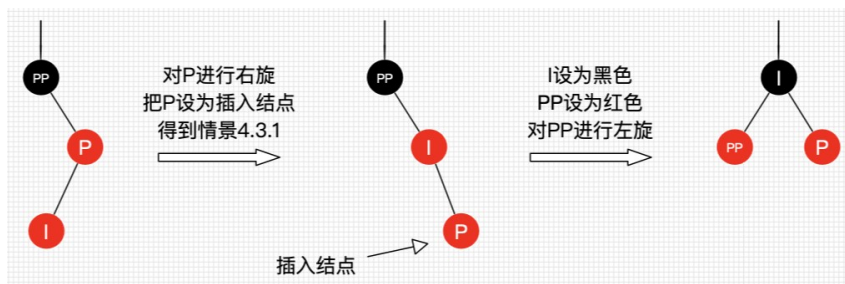 PP
P
I
对P进行右旋
把P设为插入结点
得到情景4.3.1
PP
I
P
插入结点
I设为黑色
PP设为红色
对PP进行左旋
I
PP
P